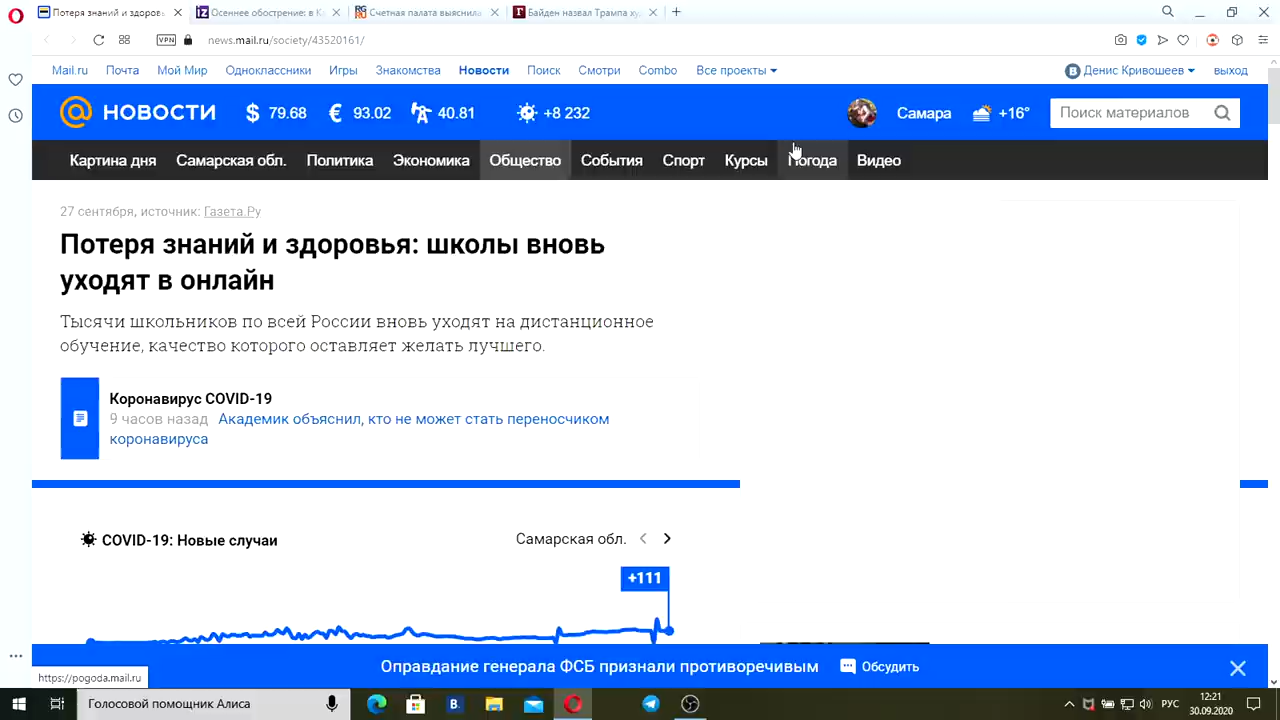 Потеря знаний и здоровь
Осеннее обострение: в К
Счетная палата выяснила
Байден назвал Трампа ху
VPN
news.mail.ru/society/43520161/
Mail.ru Почта Мой Мир Одноклассники Игры Знакомства Новости Поиск Смотри Combo Все проекты
Денис Кривошеев выход
НОВОСТИ $ 79.68 € 93.02 40.81 +8 232
Самара +16° Поиск материалов
Картина дня Самарская обл. Политика Экономика Общество События Спорт Курсы Погода Видео
27 сентября, источник: Газета.Ру
Потеря знаний и здоровья: школы вновь
уходят в онлайн
Тысячи школьников по всей России вновь уходят на дистанционное
обучение, качество которого оставляет желать лучшего.
Коронавирус COVID-19
9 часов назад Академик объяснил, кто не может стать переносчиком
коронавируса
COVID-19: Новые случаи
Самарская обл.
+111
Оправдание генерала ФСБ признали противоречивым Обсудить
https://pogoda.mail.ru
Голосовой помощник Алиса
РУС
12:21
30.09.2020